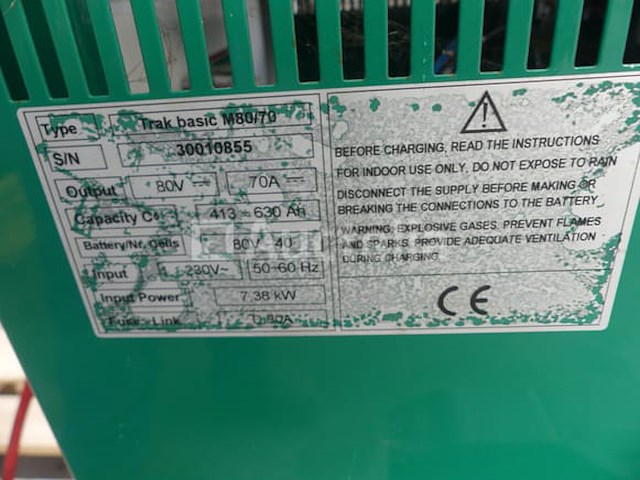 Type Trak basic M80/70
S/N 30010855
Output 80V ⎓ 70A ⎓
Capacity C₅ 413 - 630 Ah
Battery/Nr. Cells 80V 40
Input 1 230V~ 50-60 Hz
Input Power 7.38 kW
Fuse - Link
BEFORE CHARGING, READ THE INSTRUCTIONS
FOR INDOOR USE ONLY, DO NOT EXPOSE TO RAIN
DISCONNECT THE SUPPLY BEFORE MAKING OR
BREAKING THE CONNECTIONS TO THE BATTERY
WARNING, EXPLOSIVE GASES. PREVENT FLAMES
AND SPARKS. PROVIDE ADEQUATE VENTILATION
DURING CHARGING
CE